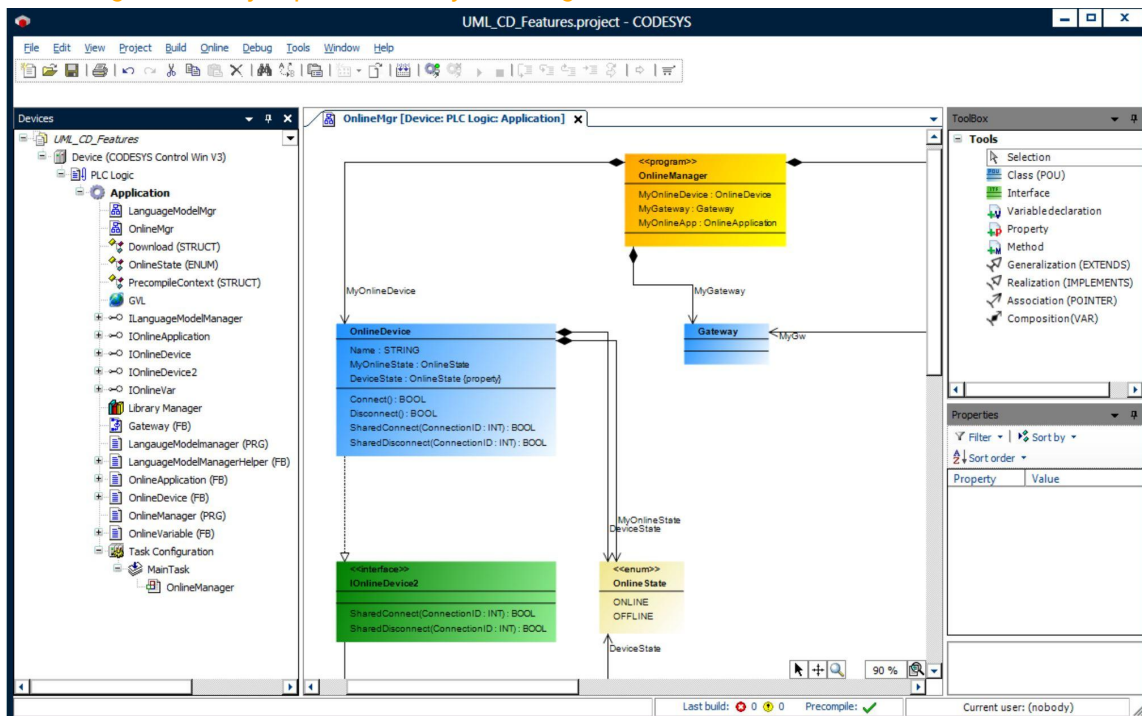 UML_CD_Features.project - CODESYS
File Edit View Project Build Online Debug Tools Window Help
Devices
UML_CD_Features
Device (CODESYS Control Win V3)
PLC Logic
Application
LanguageModelMgr
OnlineMgr
Download (STRUCT)
OnlineState (ENUM)
PrecompileContext (STRUCT)
GVL
ILanguageModelManager
IOnlineApplication
IOnlineDevice
IOnlineDevice2
IOnlineVar
Library Manager
Gateway (FB)
LangaugeModelmanager (PRG)
LanguageModelManagerHelper (FB)
OnlineApplication (FB)
OnlineDevice (FB)
OnlineManager (PRG)
OnlineVariable (FB)
Task Configuration
MainTask
OnlineManager
OnlineMgr [Device: PLC Logic: Application]
<<program>>
OnlineManager
MyOnlineDevice : OnlineDevice
MyGateway : Gateway
MyOnlineApp : OnlineApplication
MyOnlineDevice
MyGateway
OnlineDevice
Name : STRING
MyOnlineState : OnlineState
DeviceState : OnlineState {property}
Connect() : BOOL
Disconnect() : BOOL
SharedConnect(ConnectionID : INT) : BOOL
SharedDisconnect(ConnectionID : INT) : BOOL
Gateway
MyGw
MyOnlineState
DeviceState
<<interface>>
IOnlineDevice2
SharedConnect(ConnectionID : INT) : BOOL
SharedDisconnect(ConnectionID : INT) : BOOL
<<enum>>
OnlineState
ONLINE
OFFLINE
DeviceState
90 %
ToolBox
Tools
Selection
Class (POU)
Interface
Variable declaration
Property
Method
Generalization (EXTENDS)
Realization (IMPLEMENTS)
Association (POINTER)
Composition(VAR)
Properties
Filter
Sort by
Sort order
Property Value
Last build: 0 0 Precompile:
Current user: (nobody)